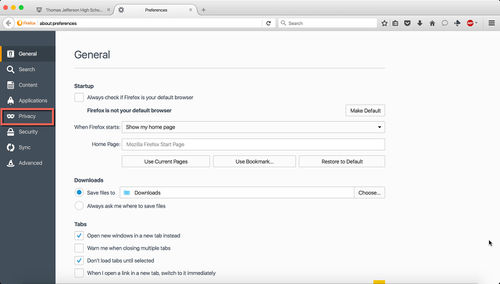 Thomas Jefferson High Scho...
Preferences
Firefox
about:preferences
Search
General
Search
Content
Applications
Privacy
Security
Sync
Advanced
General
Startup
Always check if Firefox is your default browser
Firefox is not your default browser
Make Default
When Firefox starts:
Show my home page
Home Page:
Mozilla Firefox Start Page
Use Current Pages
Use Bookmark...
Restore to Default
Downloads
Save files to
Downloads
Choose...
Always ask me where to save files
Tabs
Open new windows in a new tab instead
Warn me when closing multiple tabs
Don't load tabs until selected
When I open a link in a new tab, switch to it immediately